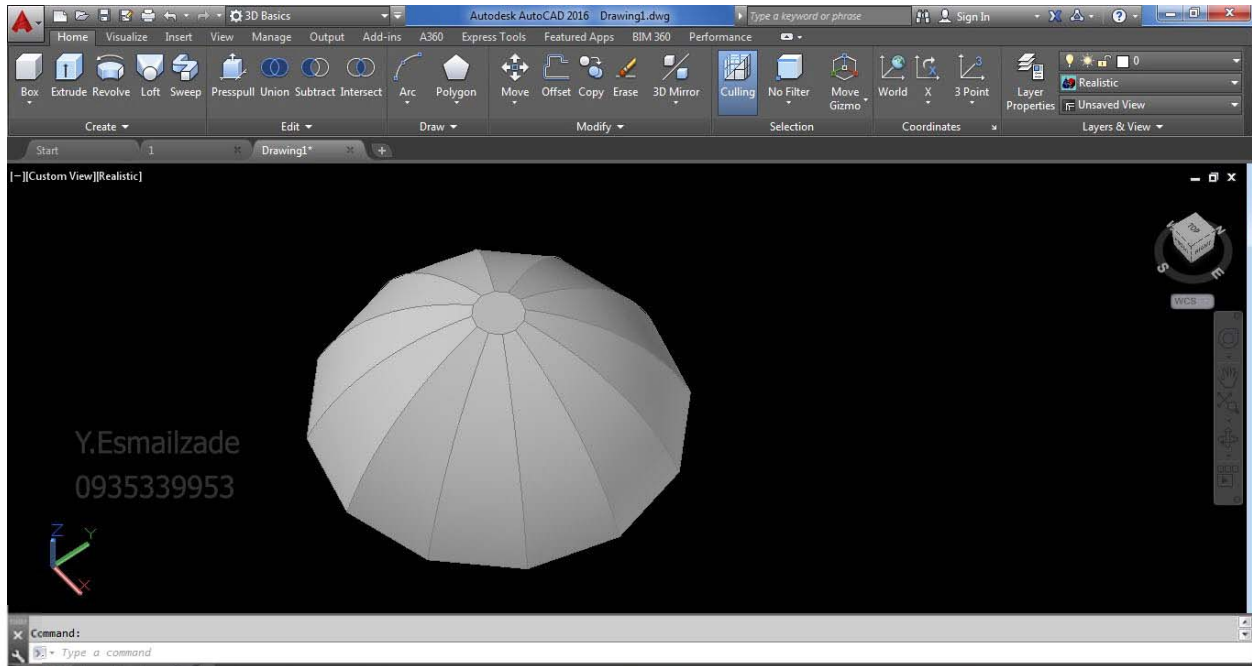 3D Basics
Autodesk AutoCAD 2016 Drawing1.dwg
Type a keyword or phrase
Sign In
Home Visualize Insert View Manage Output Add-ins A360 Express Tools Featured Apps BIM 360 Performance
Box Extrude Revolve Loft Sweep Presspull Union Subtract Intersect Arc Polygon Move Offset Copy Erase 3D Mirror Culling No Filter Move Gizmo World X 3 Point Layer Properties
0
Realistic
Unsaved View
Create Edit Draw Modify Selection Coordinates Layers & View
Start 1 Drawing1* +
[−][Custom View][Realistic]
TOP
N
S E
WCS
Y.Esmailzade
0935339953
Z Y
X
Command:
Type a command